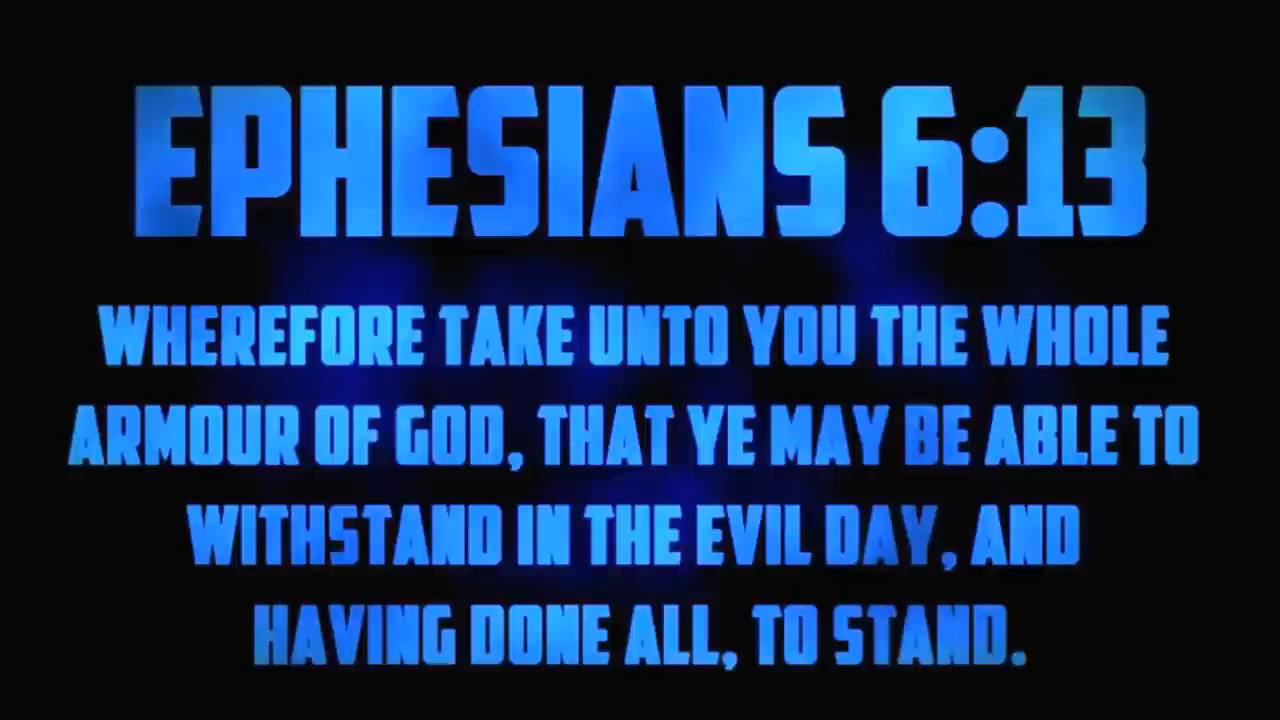 EPHESIANS 6:13
WHEREFORE TAKE UNTO YOU THE WHOLE
ARMOUR OF GOD, THAT YE MAY BE ABLE TO
WITHSTAND IN THE EVIL DAY, AND
HAVING DONE ALL, TO STAND.